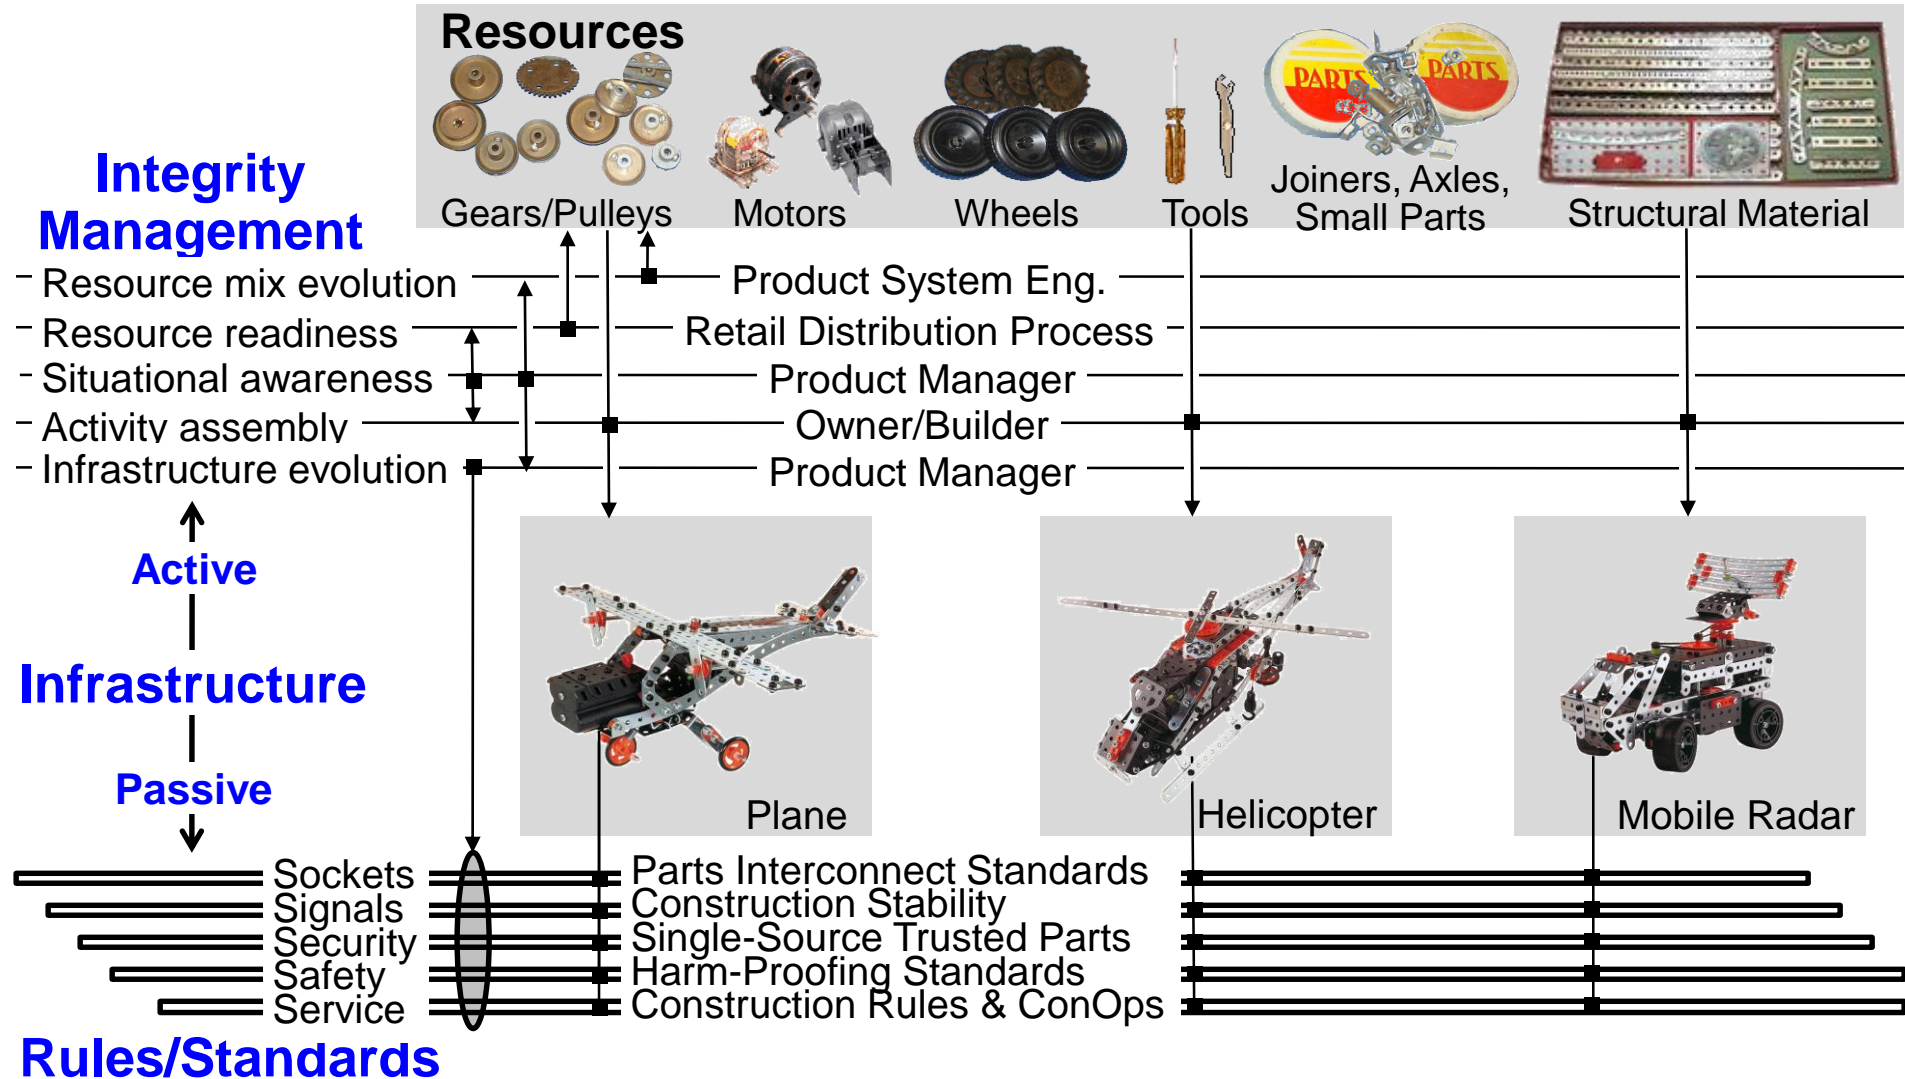 Resources
PARTS PARTS
Gears/Pulleys Motors Wheels Tools Joiners, Axles,
Small Parts Structural Material
Integrity
Management
Resource mix evolution Product System Eng.
Resource readiness Retail Distribution Process
Situational awareness Product Manager
Activity assembly Owner/Builder
Infrastructure evolution Product Manager
Active
Infrastructure
Passive
Plane Helicopter Mobile Radar
Sockets Parts Interconnect Standards
Signals Construction Stability
Security Single-Source Trusted Parts
Safety Harm-Proofing Standards
Service Construction Rules & ConOps
Rules/Standards